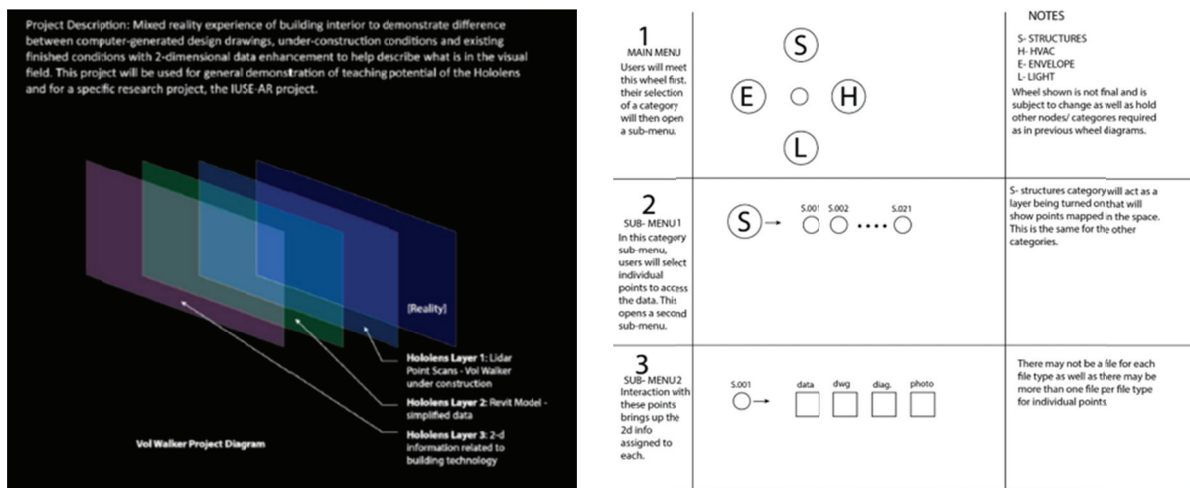 Project Description: Mixed reality experience of building interior to demonstrate difference
between computer-generated design drawings, under-construction conditions and existing
finished conditions with 2-dimensional data enhancement to help describe what is in the visual
field. This project will be used for general demonstration of teaching potential of the Hololens
and for a specific research project, the IUSE-AR project.
[Reality]
Hololens Layer 1: Lidar
Point Scans - Vol Walker
under construction
Hololens Layer 2: Revit Model -
simplified data
Hololens Layer 3: 2-d
information related to
building technology
Vol Walker Project Diagram
1
MAIN MENU
Users will meet
this wheel first.
their selection
of a category
will then open
a sub-menu.
S
E
H
L
NOTES
S- STRUCTURES
H- HVAC
E- ENVELOPE
L- LIGHT
Wheel shown is not final and is
subject to change as well as hold
other nodes/ categores required
as in previous wheel diagrams.
2
SUB- MENU1
In this category
sub-menu,
users will select
individual
points to access
the data. This
opens a second
sub-menu.
S
S.001 S.002 S.021
S- structures category will act as a
layer being turned on that will
show points mapped in the space.
This is the same for the other
categories.
3
SUB- MENU2
Interaction with
these points
brings up the
2d info
assigned to
each.
S.001
data dwg diag. photo
There may not be a file for each
file type as well as there may be
more than one file per file type
for individual points